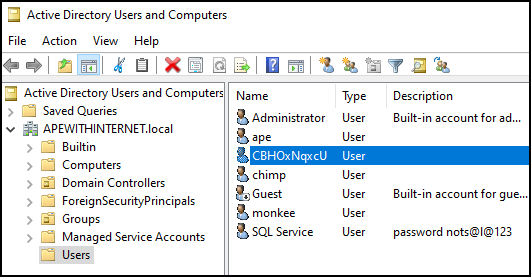 Active Directory Users and Computers
File Action View Help
Active Directory Users and Computers
Saved Queries
APEWITHINTERNET.local
Builtin
Computers
Domain Controllers
ForeignSecurityPrincipals
Groups
Managed Service Accounts
Users
Name Type Description
Administrator User Built-in account for ad...
ape User
CBHOxNqxcU User
chimp User
Guest User Built-in account for gue...
monkee User
SQL Service User password nots@l@123